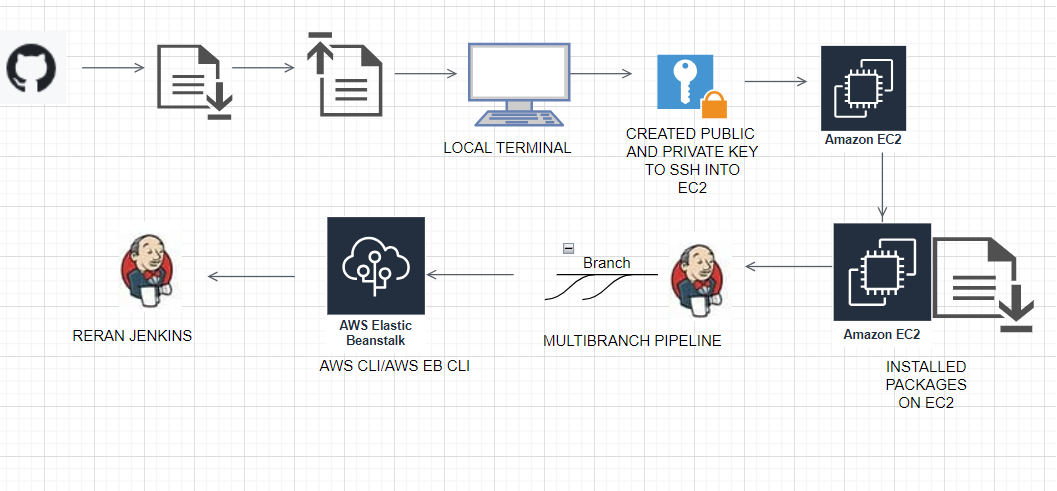 LOCAL TERMINAL
CREATED PUBLIC
AND PRIVATE KEY
TO SSH INTO
EC2
Amazon EC2
RERAN JENKINS
AWS Elastic
Beanstalk
AWS CLI/AWS EB CLI
Branch
MULTIBRANCH PIPELINE
Amazon EC2
INSTALLED
PACKAGES
ON EC2